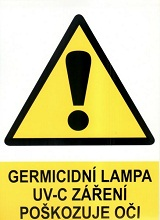 GERMICIDNÍ LAMPA
UV-C ZÁŘENÍ
POŠKOZUJE OČI